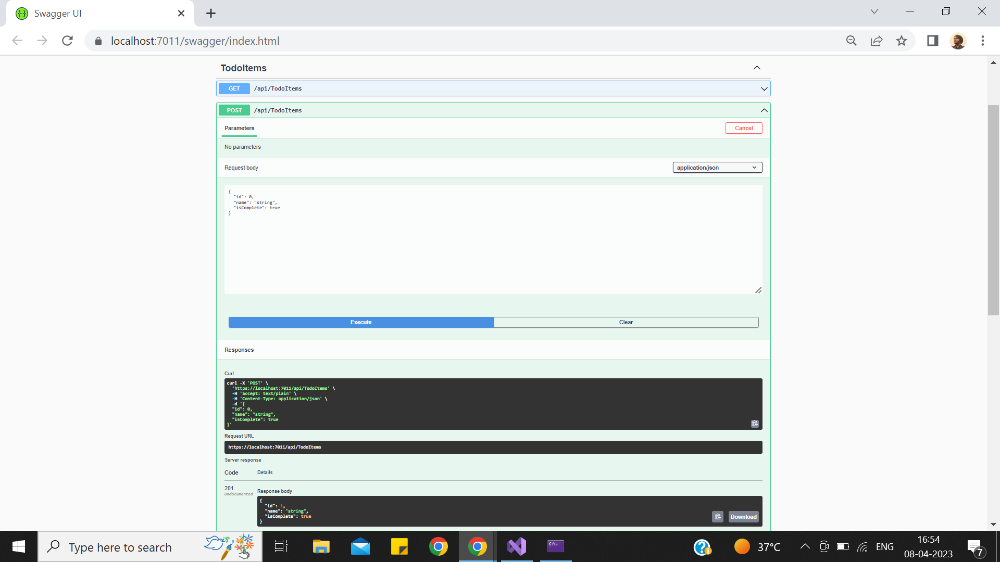 Swagger UI
localhost:7011/swagger/index.html
TodoItems
GET /api/TodoItems
POST /api/TodoItems
Parameters
Cancel
No parameters
Request body
application/json
{
"id": 0,
"name": "string",
"isComplete": true
}
Execute
Clear
Responses
Curl
curl -X 'POST' \
'https://localhost:7011/api/TodoItems' \
-H 'accept: text/plain' \
-H 'Content-Type: application/json' \
-d '{
"id": 0,
"name": "string",
"isComplete": true
}'
Request URL
https://localhost:7011/api/TodoItems
Server response
Code Details
201
Undocumented
Response body
{
"id": 1,
"name": "string",
"isComplete": true
}
Download
Type here to search
C:\_
37°C
ENG
16:54
08-04-2023
7